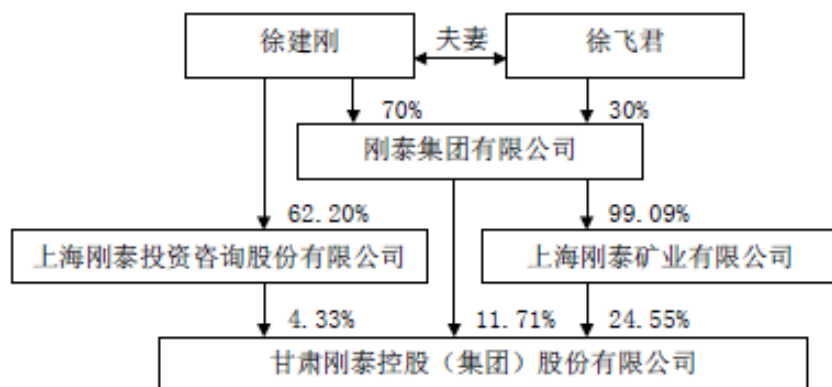 徐建刚
夫妻
徐飞君
70%
30%
刚泰集团有限公司
62.20%
99.09%
上海刚泰投资咨询股份有限公司
上海刚泰矿业有限公司
4.33%
11.71%
24.55%
甘肃刚泰控股（集团）股份有限公司